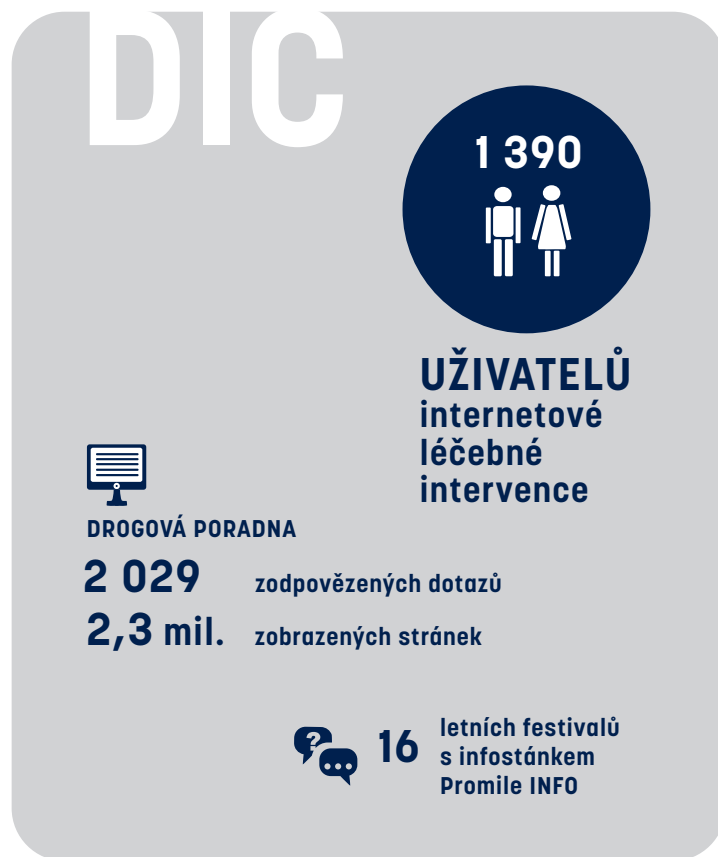 DIC
1 390
UŽIVATELŮ
internetové
léčebné
intervence
DROGOVÁ PORADNA
2 029 zodpovězených dotazů
2,3 mil. zobrazených stránek
?
16
letních festivalů
s infostánkem
Promile INFO